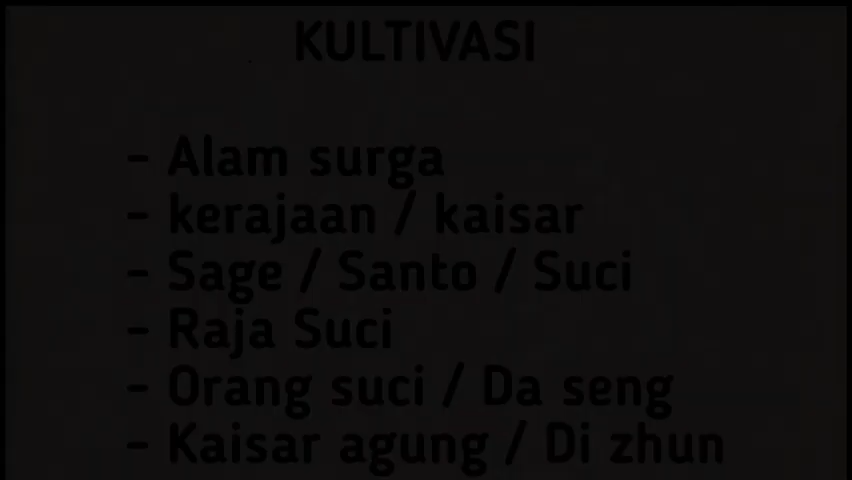 KULTIVASI
- Alam surga
- kerajaan / kaisar
- Sage / Santo / Suci
- Raja Suci
- Orang suci / Da seng
- Kaisar agung / Di zhun